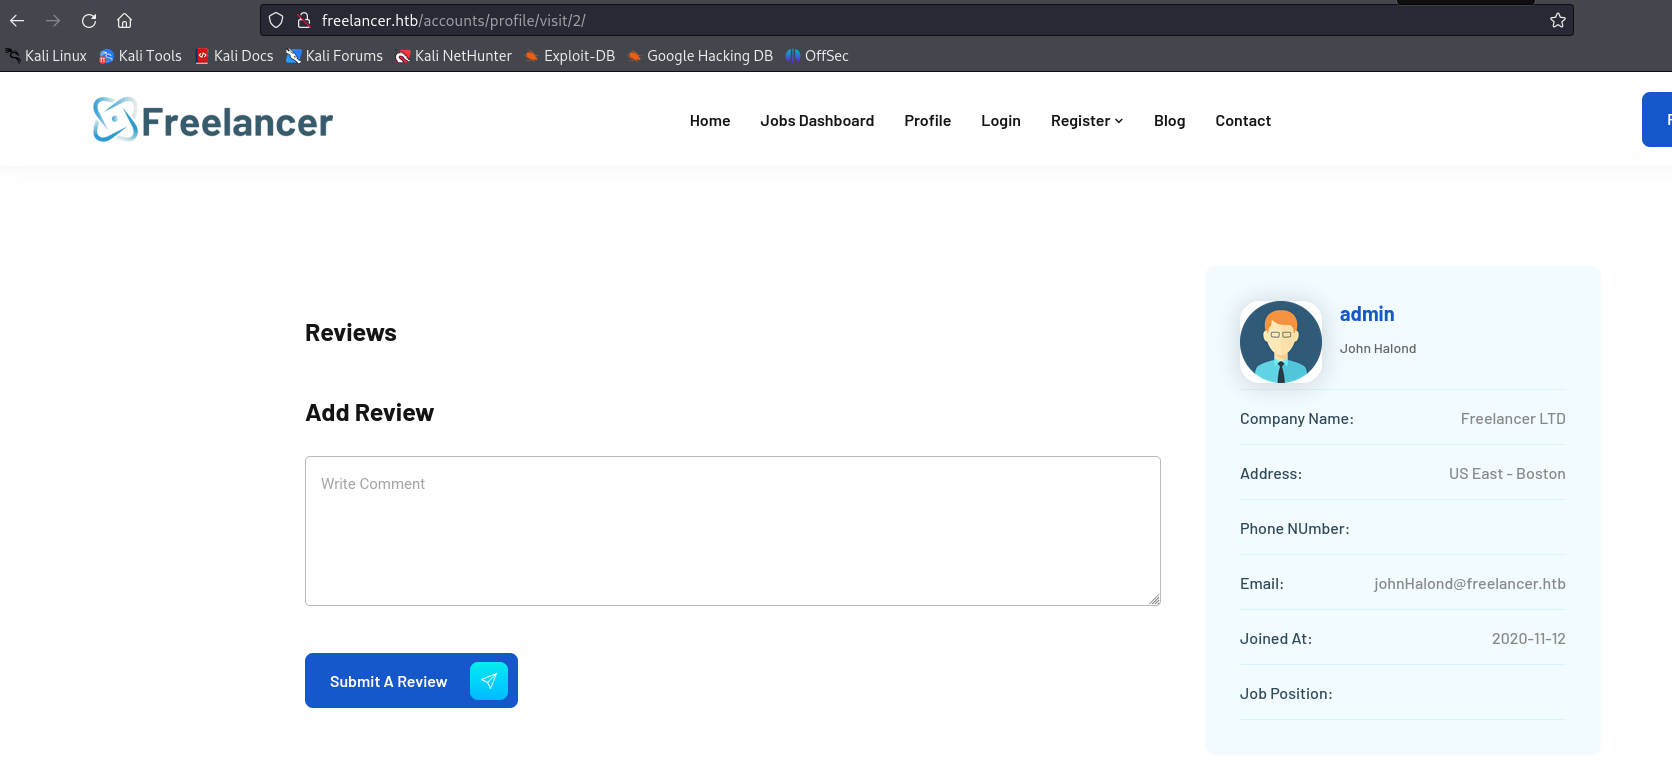 freelancer.htb/accounts/profile/visit/2/
Kali Linux Kali Tools Kali Docs Kali Forums Kali NetHunter Exploit-DB Google Hacking DB OffSec
Freelancer Home Jobs Dashboard Profile Login Register Blog Contact
Reviews
Add Review
Write Comment
Submit A Review
admin
John Halond
Company Name: Freelancer LTD
Address: US East - Boston
Phone NUmber:
Email: johnHalond@freelancer.htb
Joined At: 2020-11-12
Job Position: